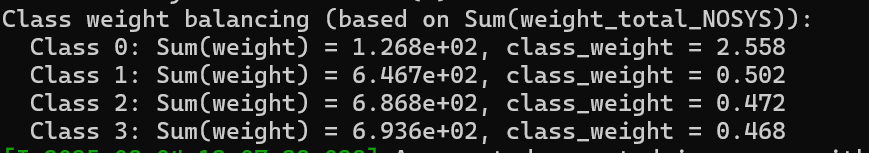 Class weight balancing (based on Sum(weight_total_NOSYS)):
  Class 0: Sum(weight) = 1.268e+02, class_weight = 2.558
  Class 1: Sum(weight) = 6.467e+02, class_weight = 0.502
  Class 2: Sum(weight) = 6.868e+02, class_weight = 0.472
  Class 3: Sum(weight) = 6.936e+02, class_weight = 0.468